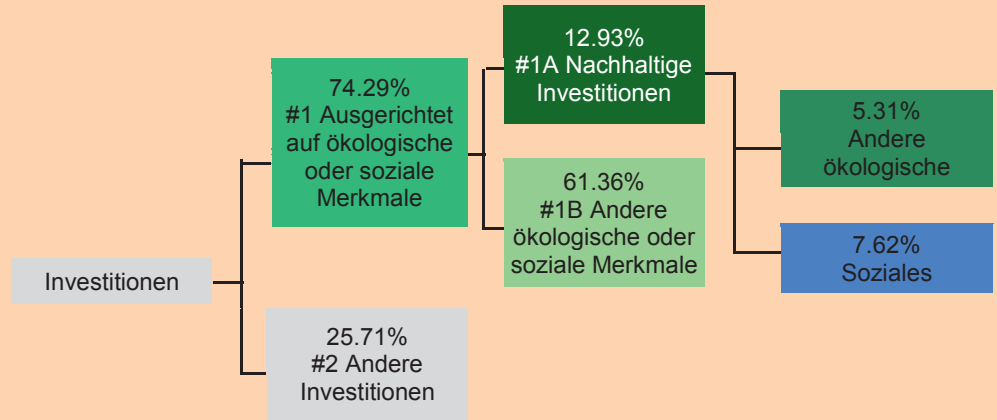 Investitionen
74.29%
#1 Ausgerichtet
auf ökologische
oder soziale
Merkmale
25.71%
#2 Andere
Investitionen
12.93%
#1A Nachhaltige
Investitionen
61.36%
#1B Andere
ökologische oder
soziale Merkmale
5.31%
Andere
ökologische
7.62%
Soziales